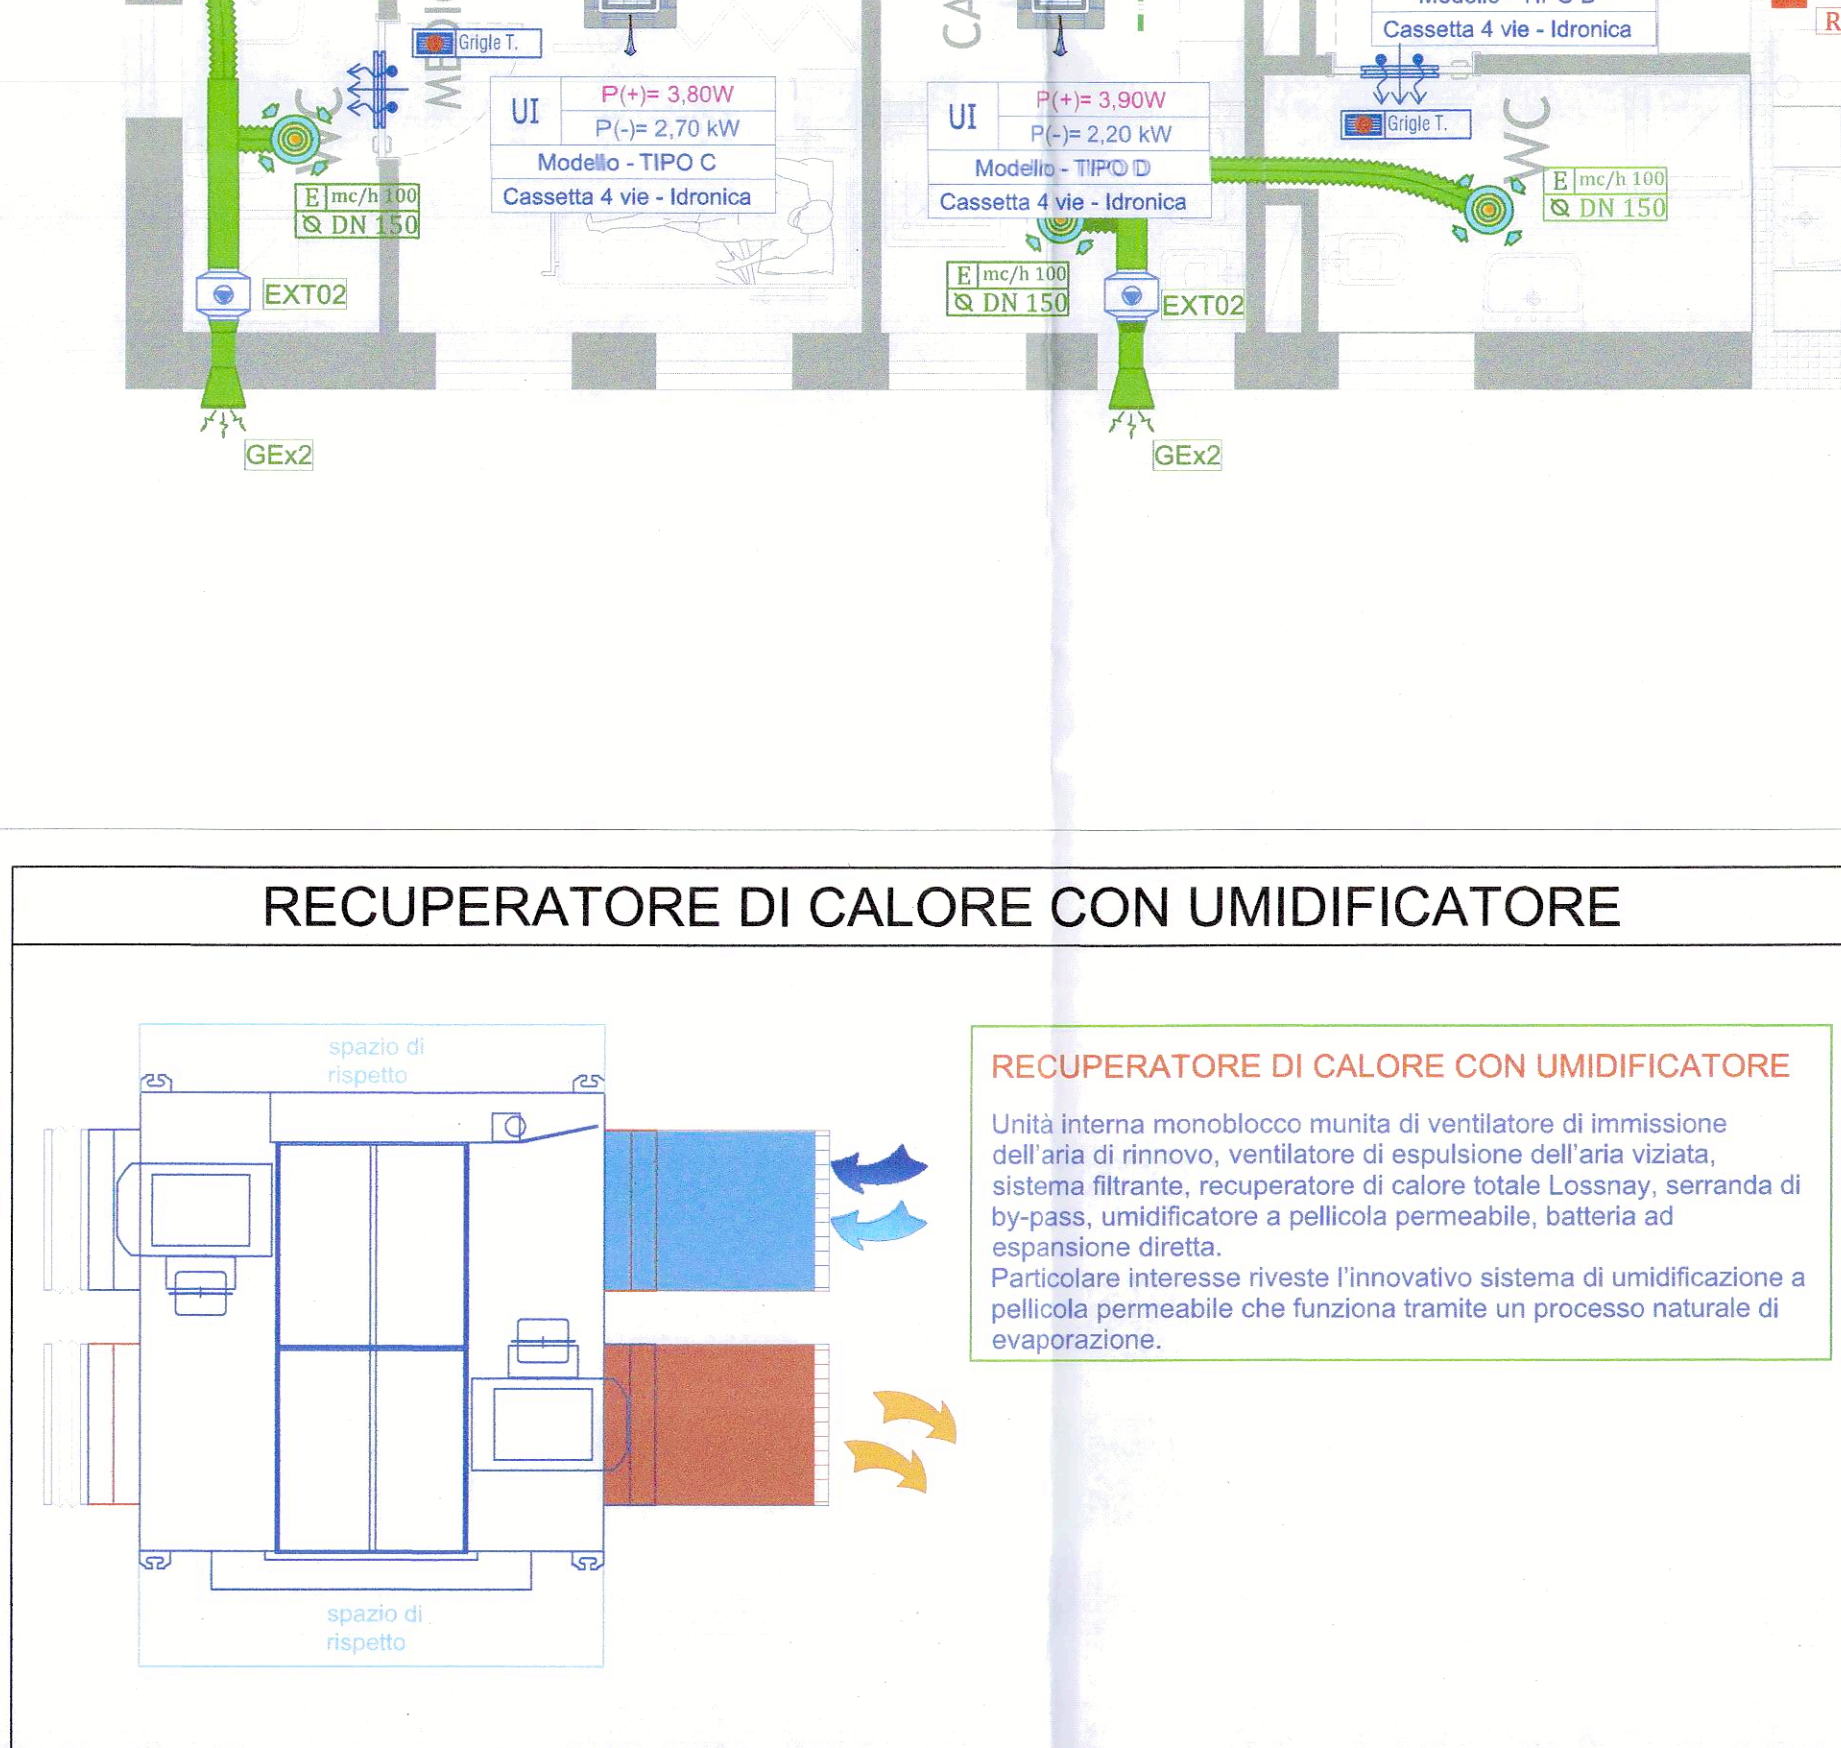 Grigle T.
Cassetta 4 vie - Idronica
UI
P(+)= 3,80W
P(-)= 2,70 kW
Modello - TIPO C
Cassetta 4 vie - Idronica
UI
P(+)= 3,90W
P(-)= 2,20 kW
Modello - TIPO D
Cassetta 4 vie - Idronica
Grigle T.
WC
WC
E mc/h 100
DN 150
E mc/h 100
DN 150
E mc/h 100
DN 150
EXT02
EXT02
GEx2
GEx2
RECUPERATORE DI CALORE CON UMIDIFICATORE
spazio di
rispetto
spazio di
rispetto
RECUPERATORE DI CALORE CON UMIDIFICATORE
Unità interna monoblocco munita di ventilatore di immissione
dell'aria di rinnovo, ventilatore di espulsione dell'aria viziata,
sistema filtrante, recuperatore di calore totale Lossnay, serranda di
by-pass, umidificatore a pellicola permeabile, batteria ad
espansione diretta.
Particolare interesse riveste l'innovativo sistema di umidificazione a
pellicola permeabile che funziona tramite un processo naturale di
evaporazione.